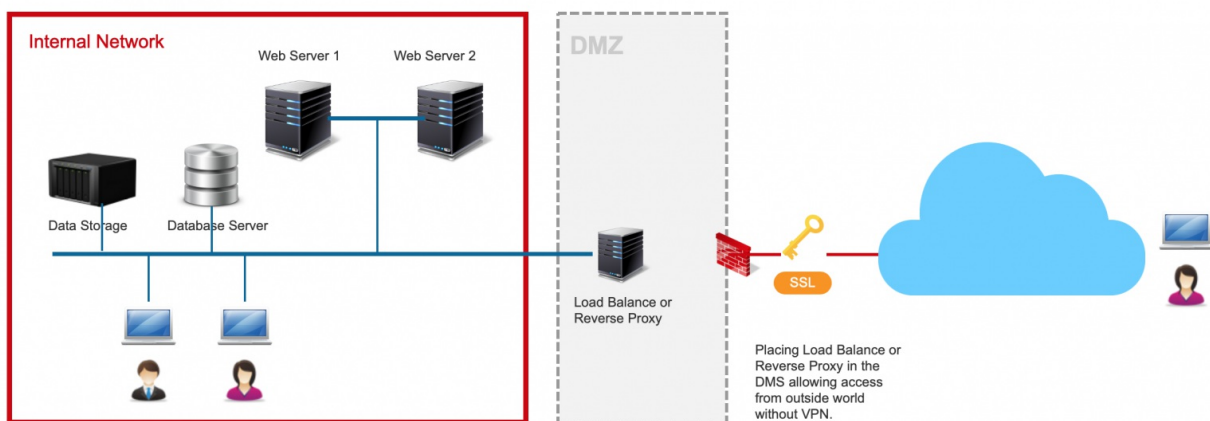 Internal Network
Web Server 1
Web Server 2
DMZ
Data Storage
Database Server
Load Balance or
Reverse Proxy
SSL
Placing Load Balance or
Reverse Proxy in the
DMS allowing access
from outside world
without VPN.